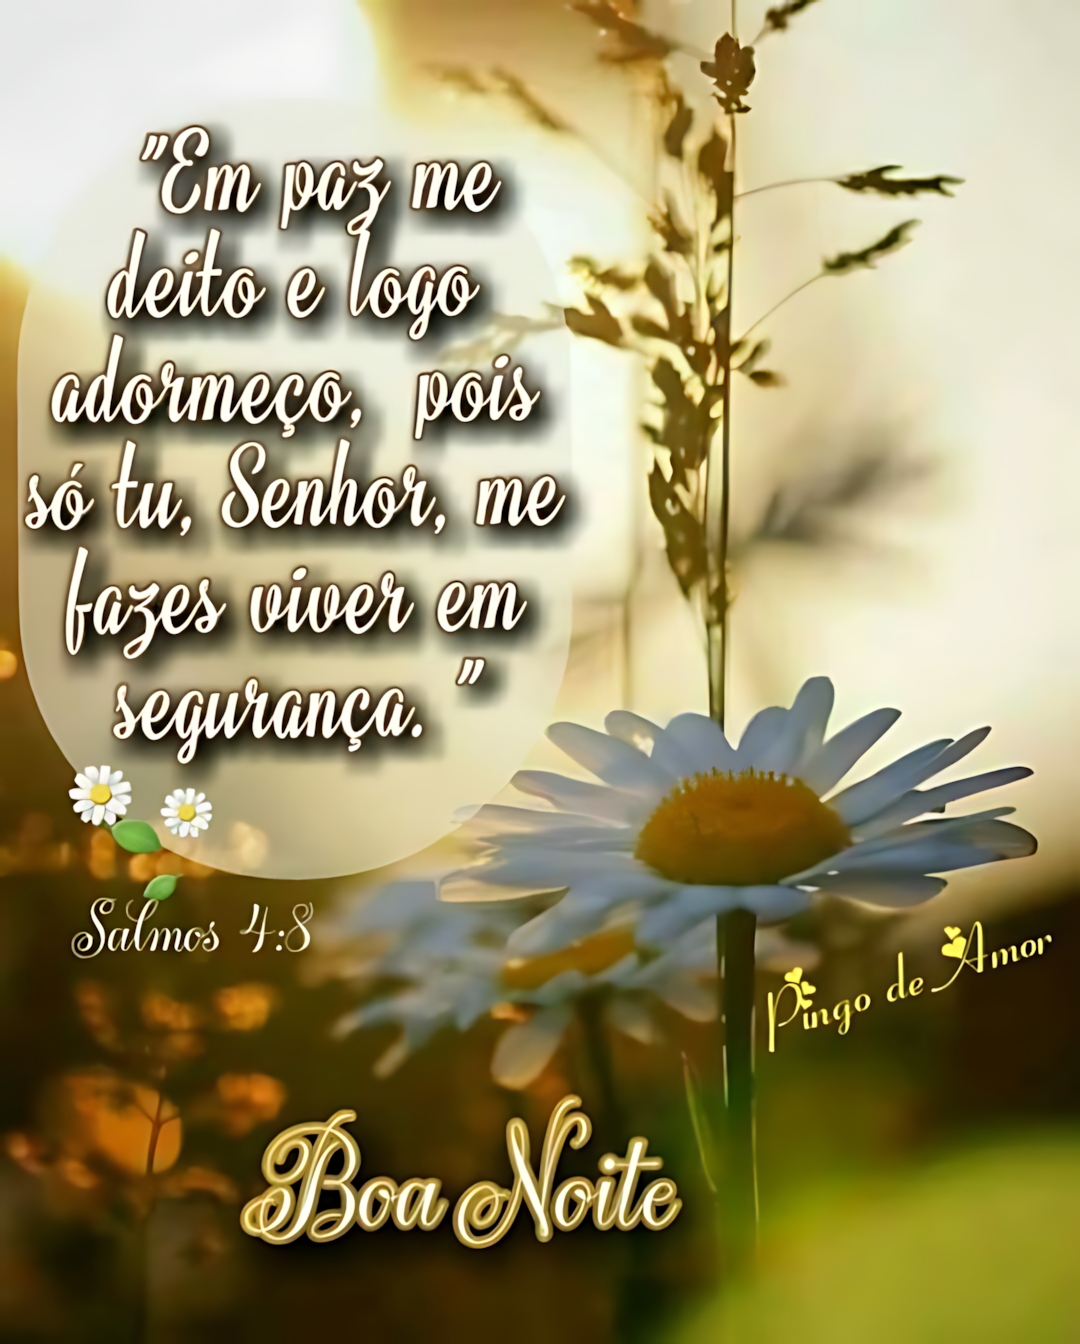 "Em paz me
deito e logo
adormeço, pois
só tu, Senhor, me
fazes viver em
segurança. "
Salmos 4:8
Pingo de Amor
Boa Noite